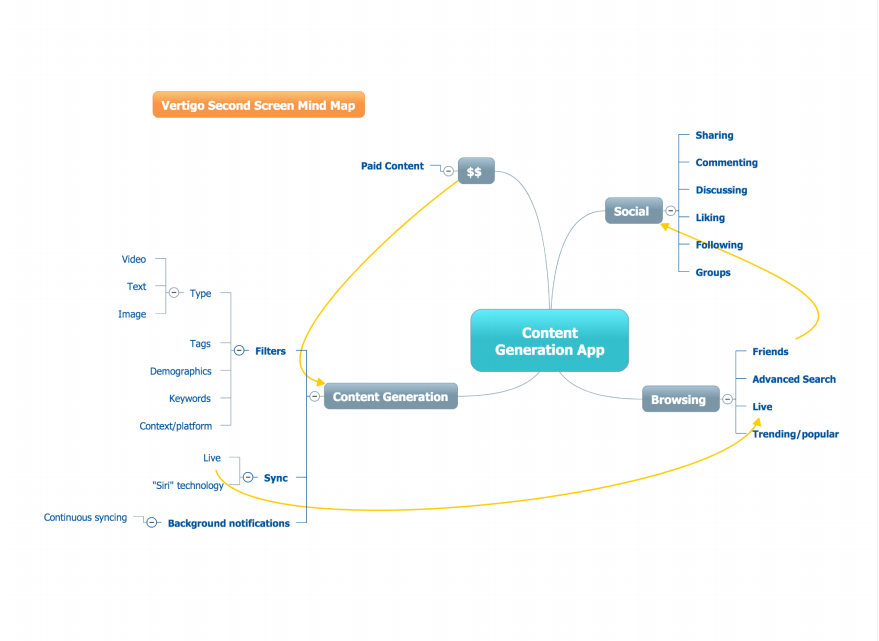 Vertigo Second Screen Mind Map
Paid Content
$$
Social
Sharing
Commenting
Discussing
Liking
Following
Groups
Content
Generation App
Browsing
Friends
Advanced Search
Live
Trending/popular
Content Generation
Filters
Type
Video
Text
Image
Tags
Demographics
Keywords
Context/platform
Sync
Live
"Siri" technology
Background notifications
Continuous syncing